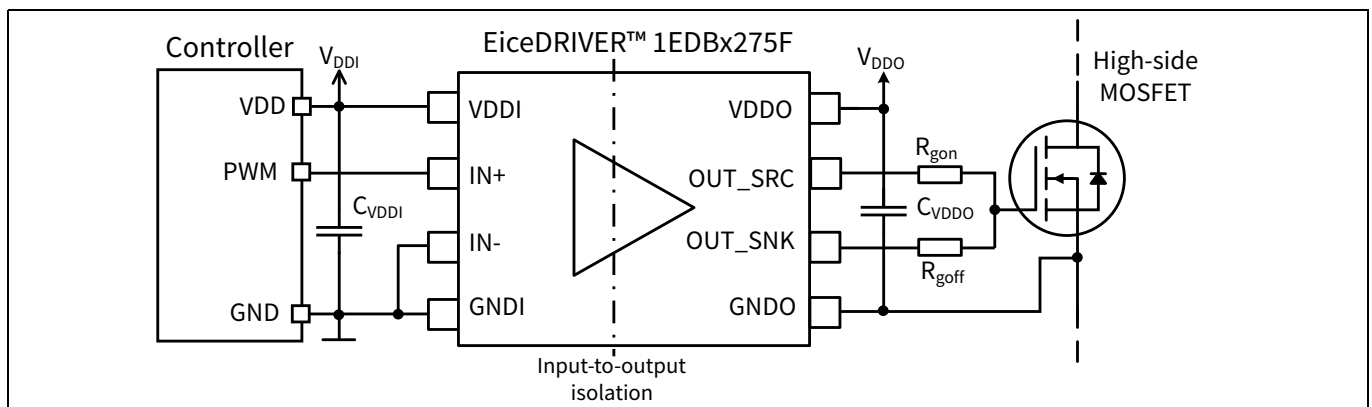 Controller
EiceDRIVER™ 1EDBx275F
VDDI
VDDO
High-side
MOSFET
VDD
VDDI
VDDO
Rgon
PWM
IN+
OUT_SRC
CVDDI
CVDDO
IN-
OUT_SNK
Rgoff
GND
GNDI
GNDO
Input-to-output
isolation